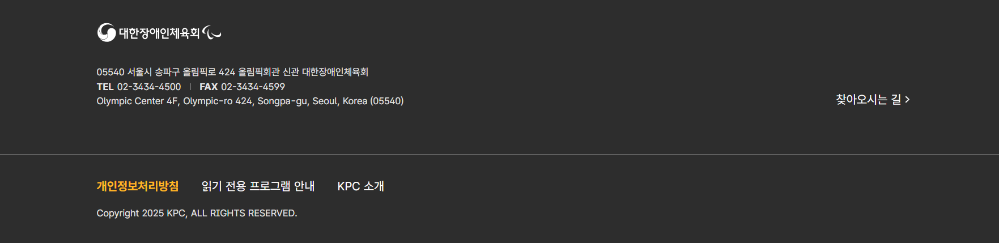 대한장애인체육회
05540 서울시 송파구 올림픽로 424 올림픽회관 신관 대한장애인체육회
TEL 02-3434-4500 | FAX 02-3434-4599
Olympic Center 4F, Olympic-ro 424, Songpa-gu, Seoul, Korea (05540)
찾아오시는 길 >
개인정보처리방침 읽기 전용 프로그램 안내 KPC 소개
Copyright 2025 KPC, ALL RIGHTS RESERVED.